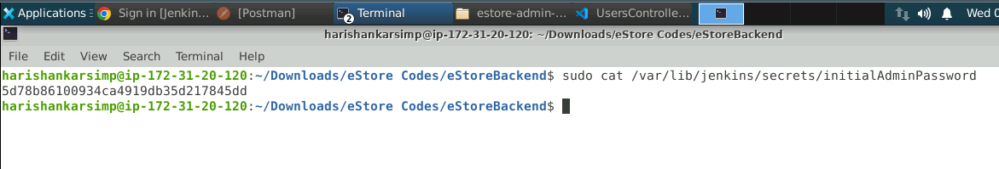 Applications Sign in [Jenkin... [Postman] 2 Terminal estore-admin-... UsersControlle... Wed 0
harishankarsimp@ip-172-31-20-120: ~/Downloads/eStore Codes/eStoreBackend
File Edit View Search Terminal Help
harishankarsimp@ip-172-31-20-120:~/Downloads/eStore Codes/eStoreBackend$ sudo cat /var/lib/jenkins/secrets/initialAdminPassword
5d78b86100934ca4919db35d217845dd
harishankarsimp@ip-172-31-20-120:~/Downloads/eStore Codes/eStoreBackend$